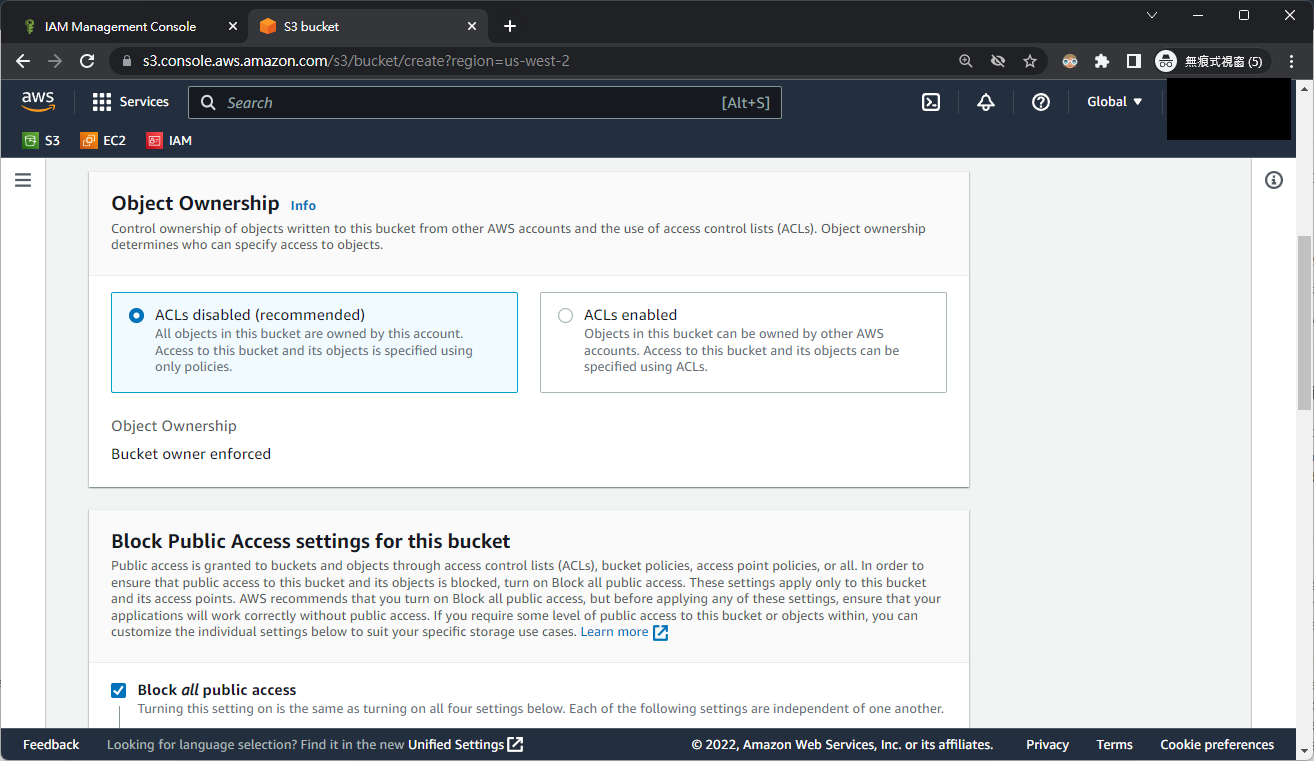 IAM Management Console
S3 bucket
s3.console.aws.amazon.com/s3/bucket/create?region=us-west-2
無痕式視窗 (5)
aws
Services
Search
[Alt+S]
Global
S3
EC2
IAM
Object Ownership Info
Control ownership of objects written to this bucket from other AWS accounts and the use of access control lists (ACLs). Object ownership
determines who can specify access to objects.
ACLs disabled (recommended)
All objects in this bucket are owned by this account.
Access to this bucket and its objects is specified using
only policies.
ACLs enabled
Objects in this bucket can be owned by other AWS
accounts. Access to this bucket and its objects can be
specified using ACLs.
Object Ownership
Bucket owner enforced
Block Public Access settings for this bucket
Public access is granted to buckets and objects through access control lists (ACLs), bucket policies, access point policies, or all. In order to
ensure that public access to this bucket and its objects is blocked, turn on Block all public access. These settings apply only to this bucket
and its access points. AWS recommends that you turn on Block all public access, but before applying any of these settings, ensure that your
applications will work correctly without public access. If you require some level of public access to this bucket or objects within, you can
customize the individual settings below to suit your specific storage use cases. Learn more
Block all public access
Turning this setting on is the same as turning on all four settings below. Each of the following settings are independent of one another.
Feedback
Looking for language selection? Find it in the new Unified Settings
© 2022, Amazon Web Services, Inc. or its affiliates.
Privacy
Terms
Cookie preferences